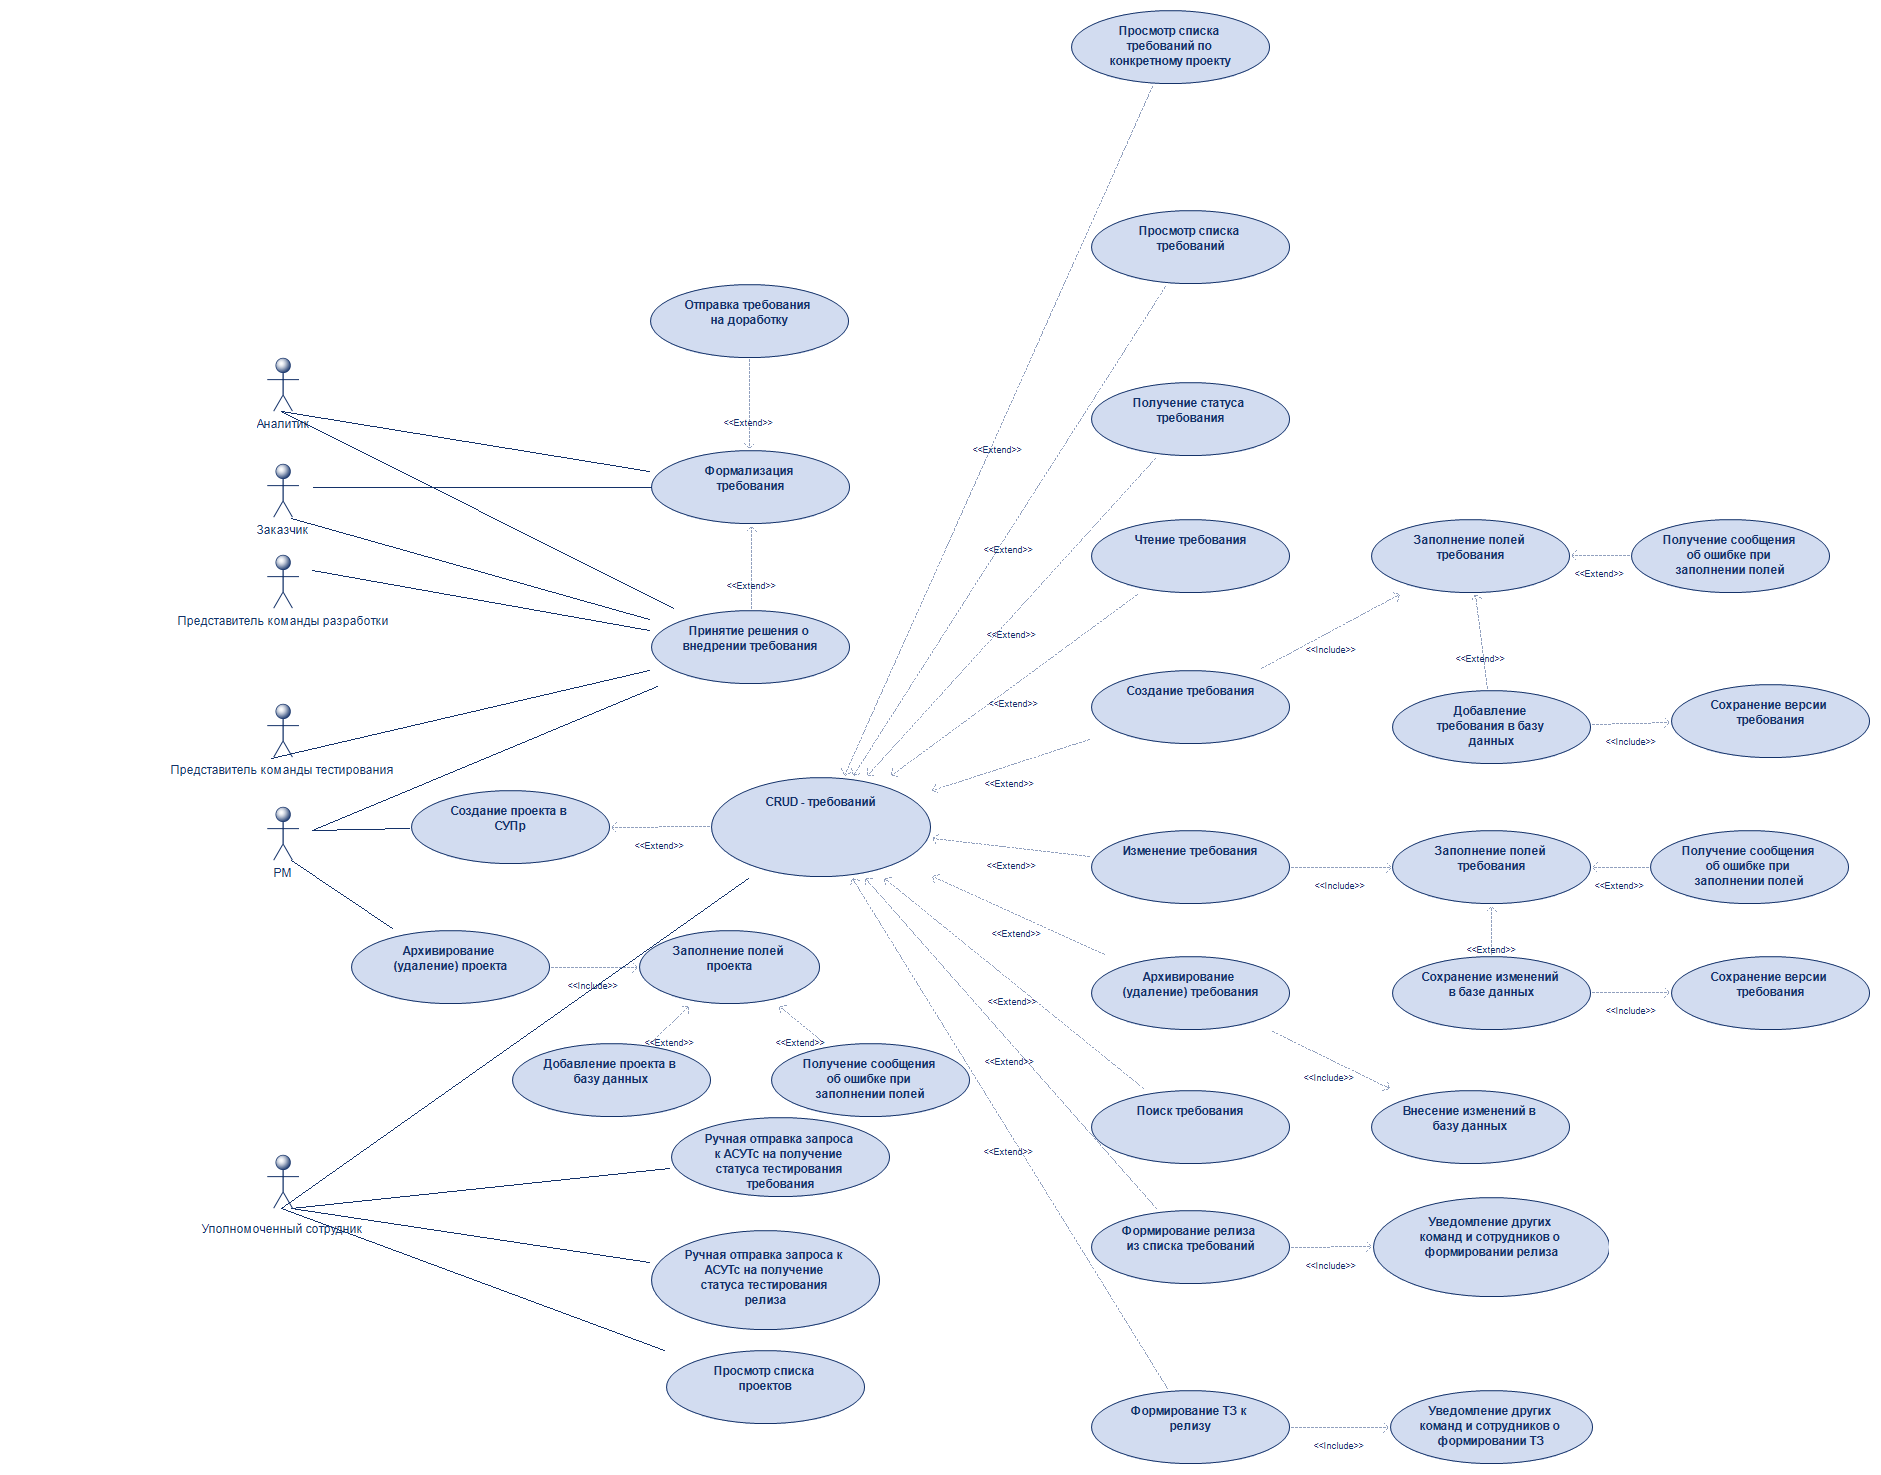 Просмотр списка
требований по
конкретному проекту
Просмотр списка
требований
Отправка требования
на доработку
Аналитик
<<Extend>>
Получение статуса
требования
<<Extend>>
Формализация
требования
Заказчик
<<Extend>>
Чтение требования
Заполнение полей
требования
Получение сообщения
об ошибке при
заполнении полей
<<Extend>>
<<Extend>>
Представитель команды разработки
Принятие решения о
внедрении требования
<<Extend>>
<<Include>>
<<Extend>>
Создание требования
<<Extend>>
Добавление
требования в базу
данных
<<Include>>
Сохранение версии
требования
Представитель команды тестирования
<<Extend>>
CRUD - требований
Создание проекта в
СУПр
<<Extend>>
РМ
<<Extend>>
Изменение требования
<<Include>>
Заполнение полей
требования
<<Extend>>
Получение сообщения
об ошибке при
заполнении полей
<<Extend>>
<<Extend>>
Архивирование
(удаление) проекта
<<Include>>
Заполнение полей
проекта
Архивирование
(удаление) требования
Сохранение изменений
в базе данных
<<Include>>
Сохранение версии
требования
<<Extend>>
<<Extend>>
<<Extend>>
<<Extend>>
<<Include>>
Добавление проекта в
базу данных
Получение сообщения
об ошибке при
заполнении полей
Поиск требования
Внесение изменений в
базу данных
Ручная отправка запроса
к АСУТс на получение
статуса тестирования
требования
<<Extend>>
Уполномоченный сотрудник
Формирование релиза
из списка требований
<<Include>>
Уведомление других
команд и сотрудников о
формировании релиза
Ручная отправка запроса к
АСУТс на получение
статуса тестирования
релиза
Просмотр списка
проектов
Формирование ТЗ к
релизу
<<Include>>
Уведомление других
команд и сотрудников о
формировании ТЗ